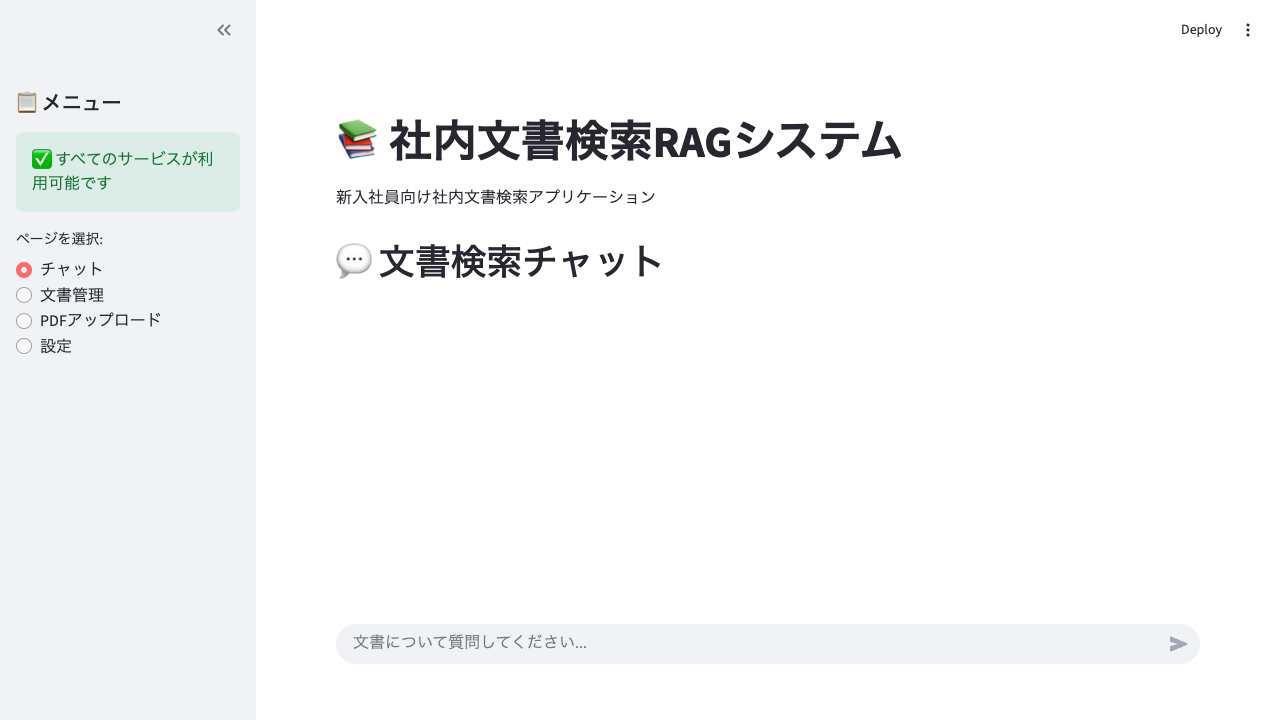 Deploy
📋 メニュー
✅ すべてのサービスが利
用可能です
ページを選択:
チャット
文書管理
PDFアップロード
設定
📚 社内文書検索RAGシステム
新入社員向け社内文書検索アプリケーション
💬 文書検索チャット
文書について質問してください...